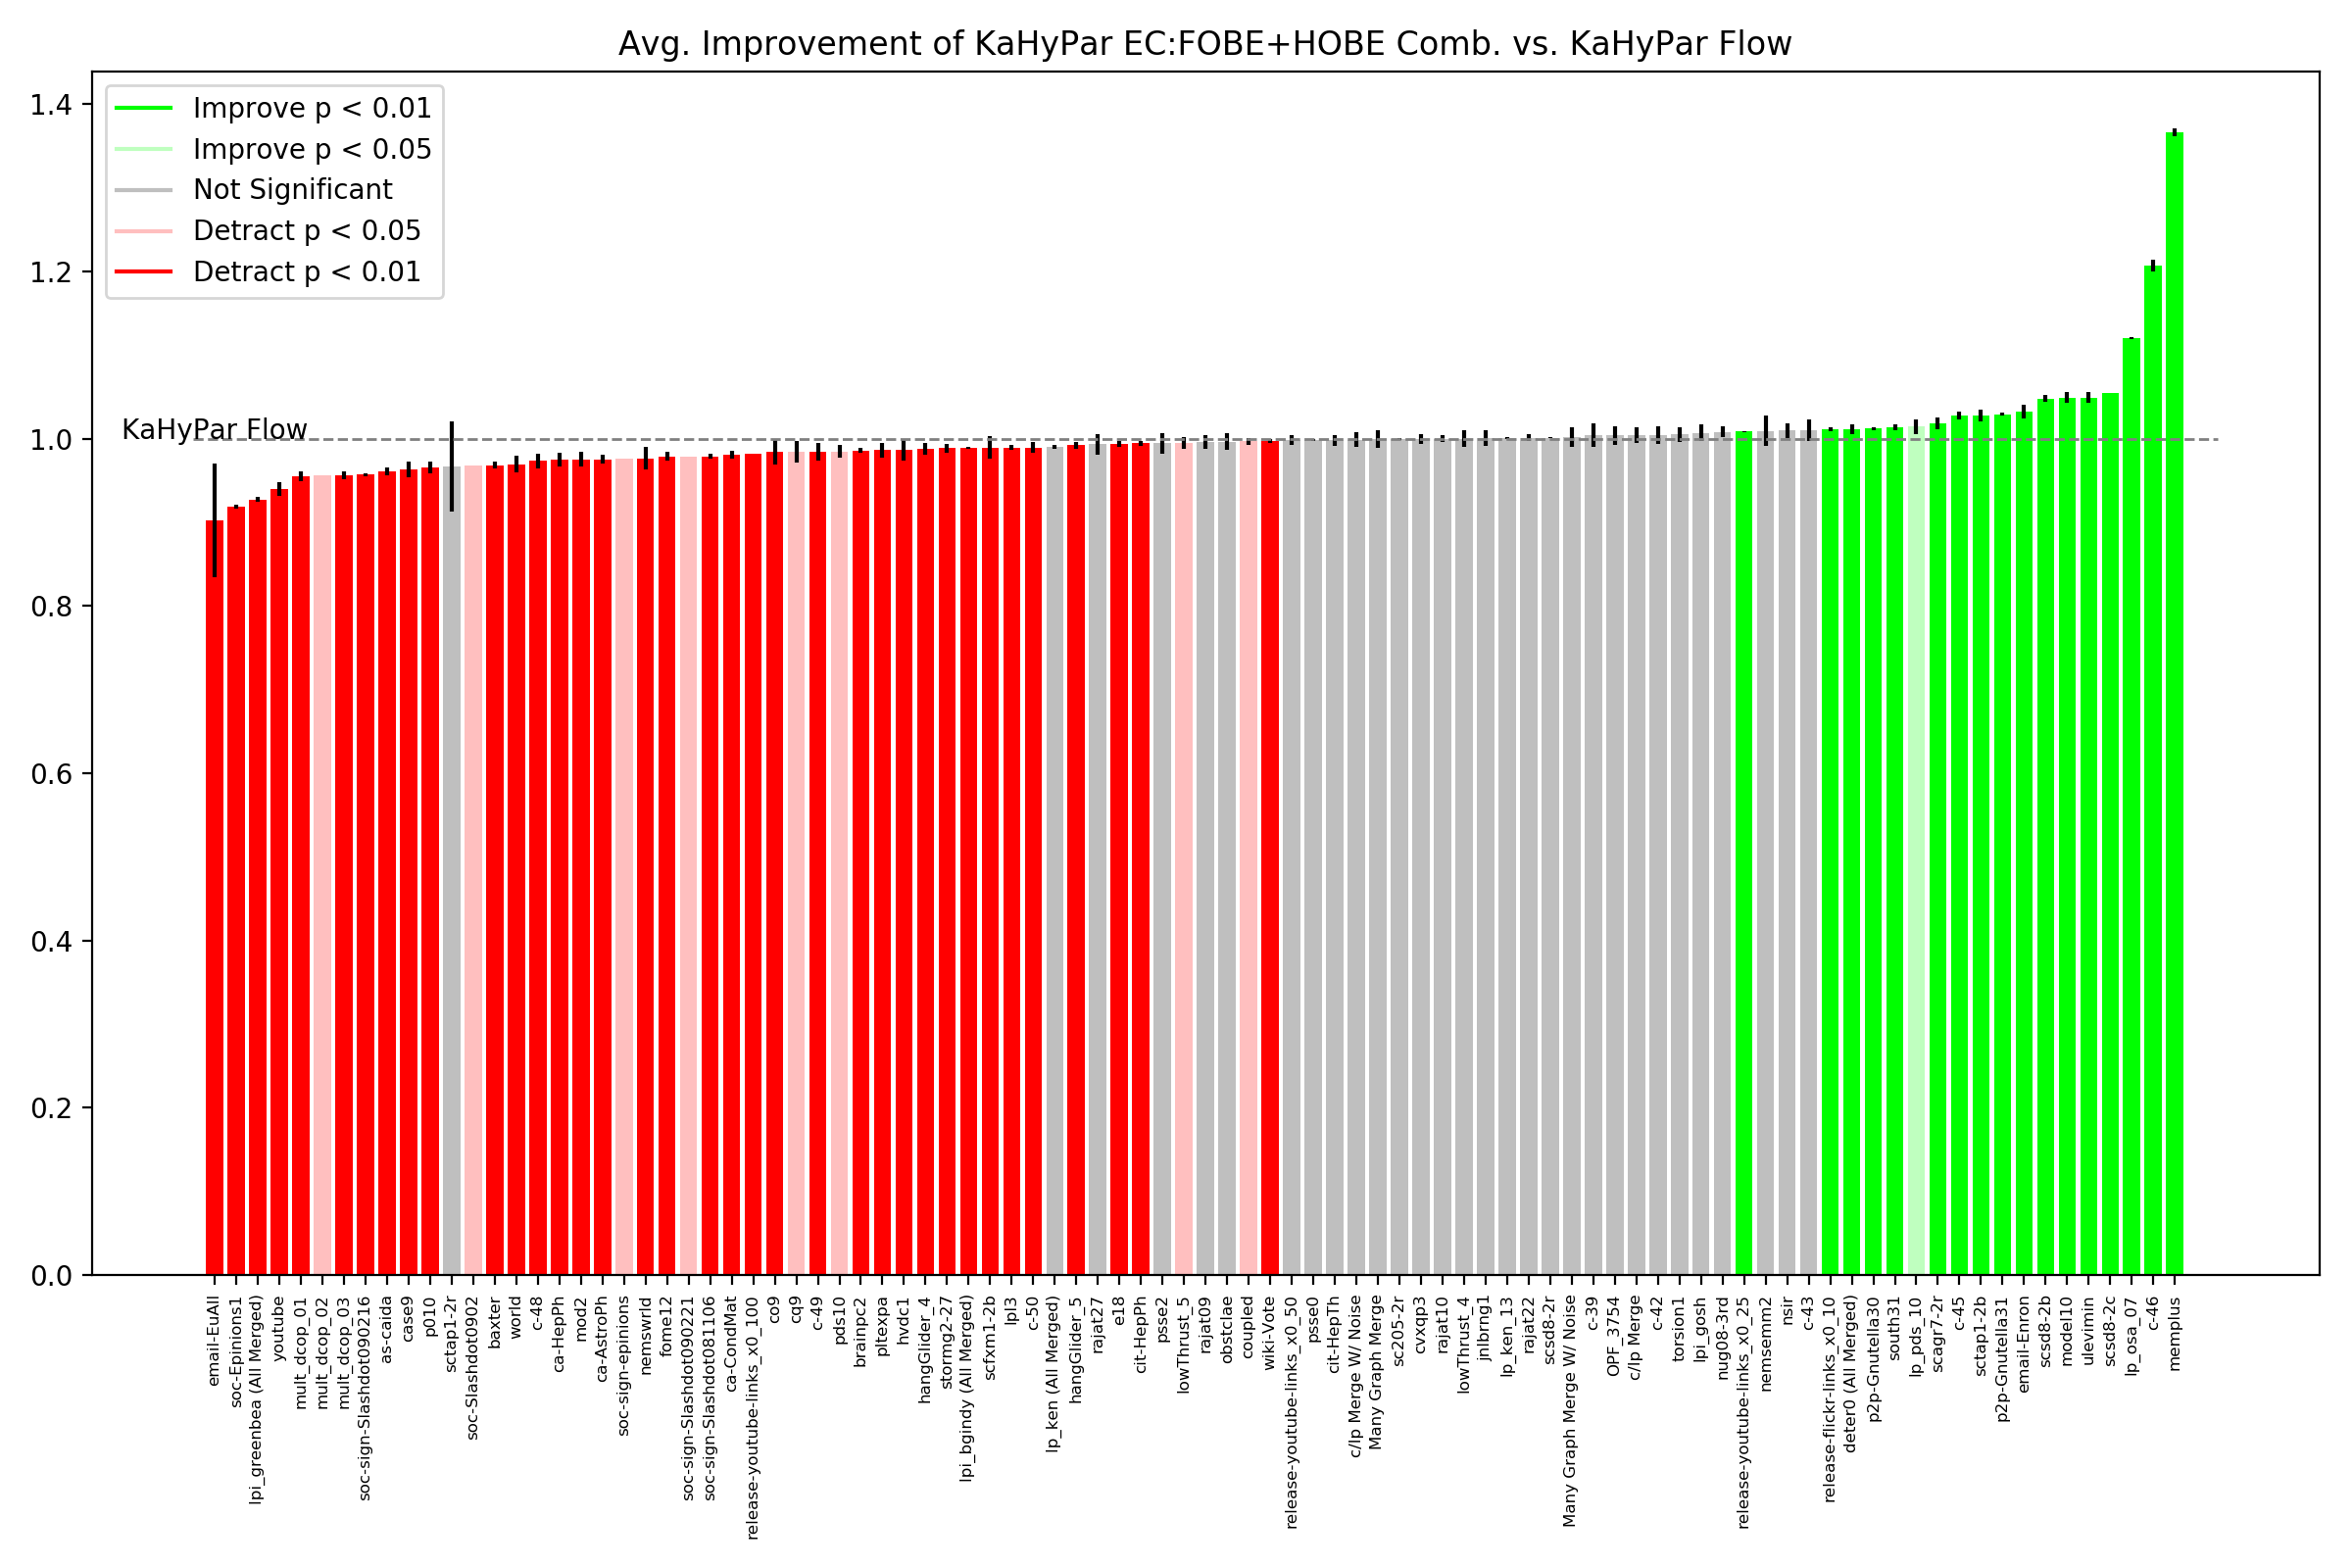 Avg. Improvement of KaHyPar EC:FOBE+HOBE Comb. vs. KaHyPar Flow
1.4
1.2
1.0
0.8
0.6
0.4
0.2
0.0
Improve p < 0.01
Improve p < 0.05
Not Significant
Detract p < 0.05
Detract p < 0.01
KaHyPar Flow
email-EuAll
soc-Epinions1
lpi_greenbea (All Merged)
youtube
mult_dcop_01
mult_dcop_02
mult_dcop_03
soc-sign-Slashdot090216
as-caida
case9
p010
sctap1-2r
soc-Slashdot0902
baxter
world
c-48
ca-HepPh
mod2
ca-AstroPh
soc-sign-epinions
nemswrld
fome12
soc-sign-Slashdot090221
soc-sign-Slashdot081106
ca-CondMat
release-youtube-links_x0_100
co9
cq9
c-49
pds10
brainpc2
pltexpa
hvdc1
hangGlider_4
stormg2-27
lpi_bgindy (All Merged)
scfxm1-2b
lpl3
c-50
lp_ken (All Merged)
hangGlider_5
rajat27
e18
cit-HepPh
psse2
lowThrust_5
rajat09
obstclae
coupled
wiki-Vote
release-youtube-links_x0_50
psse0
cit-HepTh
c/lp Merge W/ Noise
Many Graph Merge
sc205-2r
cvxqp3
rajat10
lowThrust_4
jnlbrng1
lp_ken_13
rajat22
scsd8-2r
Many Graph Merge W/ Noise
c-39
OPF_3754
c/lp Merge
c-42
torsion1
lpi_gosh
nug08-3rd
release-youtube-links_x0_25
nemsemm2
nsir
c-43
release-flickr-links_x0_10
deter0 (All Merged)
p2p-Gnutella30
south31
lp_pds_10
scagr7-2r
c-45
sctap1-2b
p2p-Gnutella31
email-Enron
scsd8-2b
model10
ulevimin
scsd8-2c
lp_osa_07
c-46
memplus